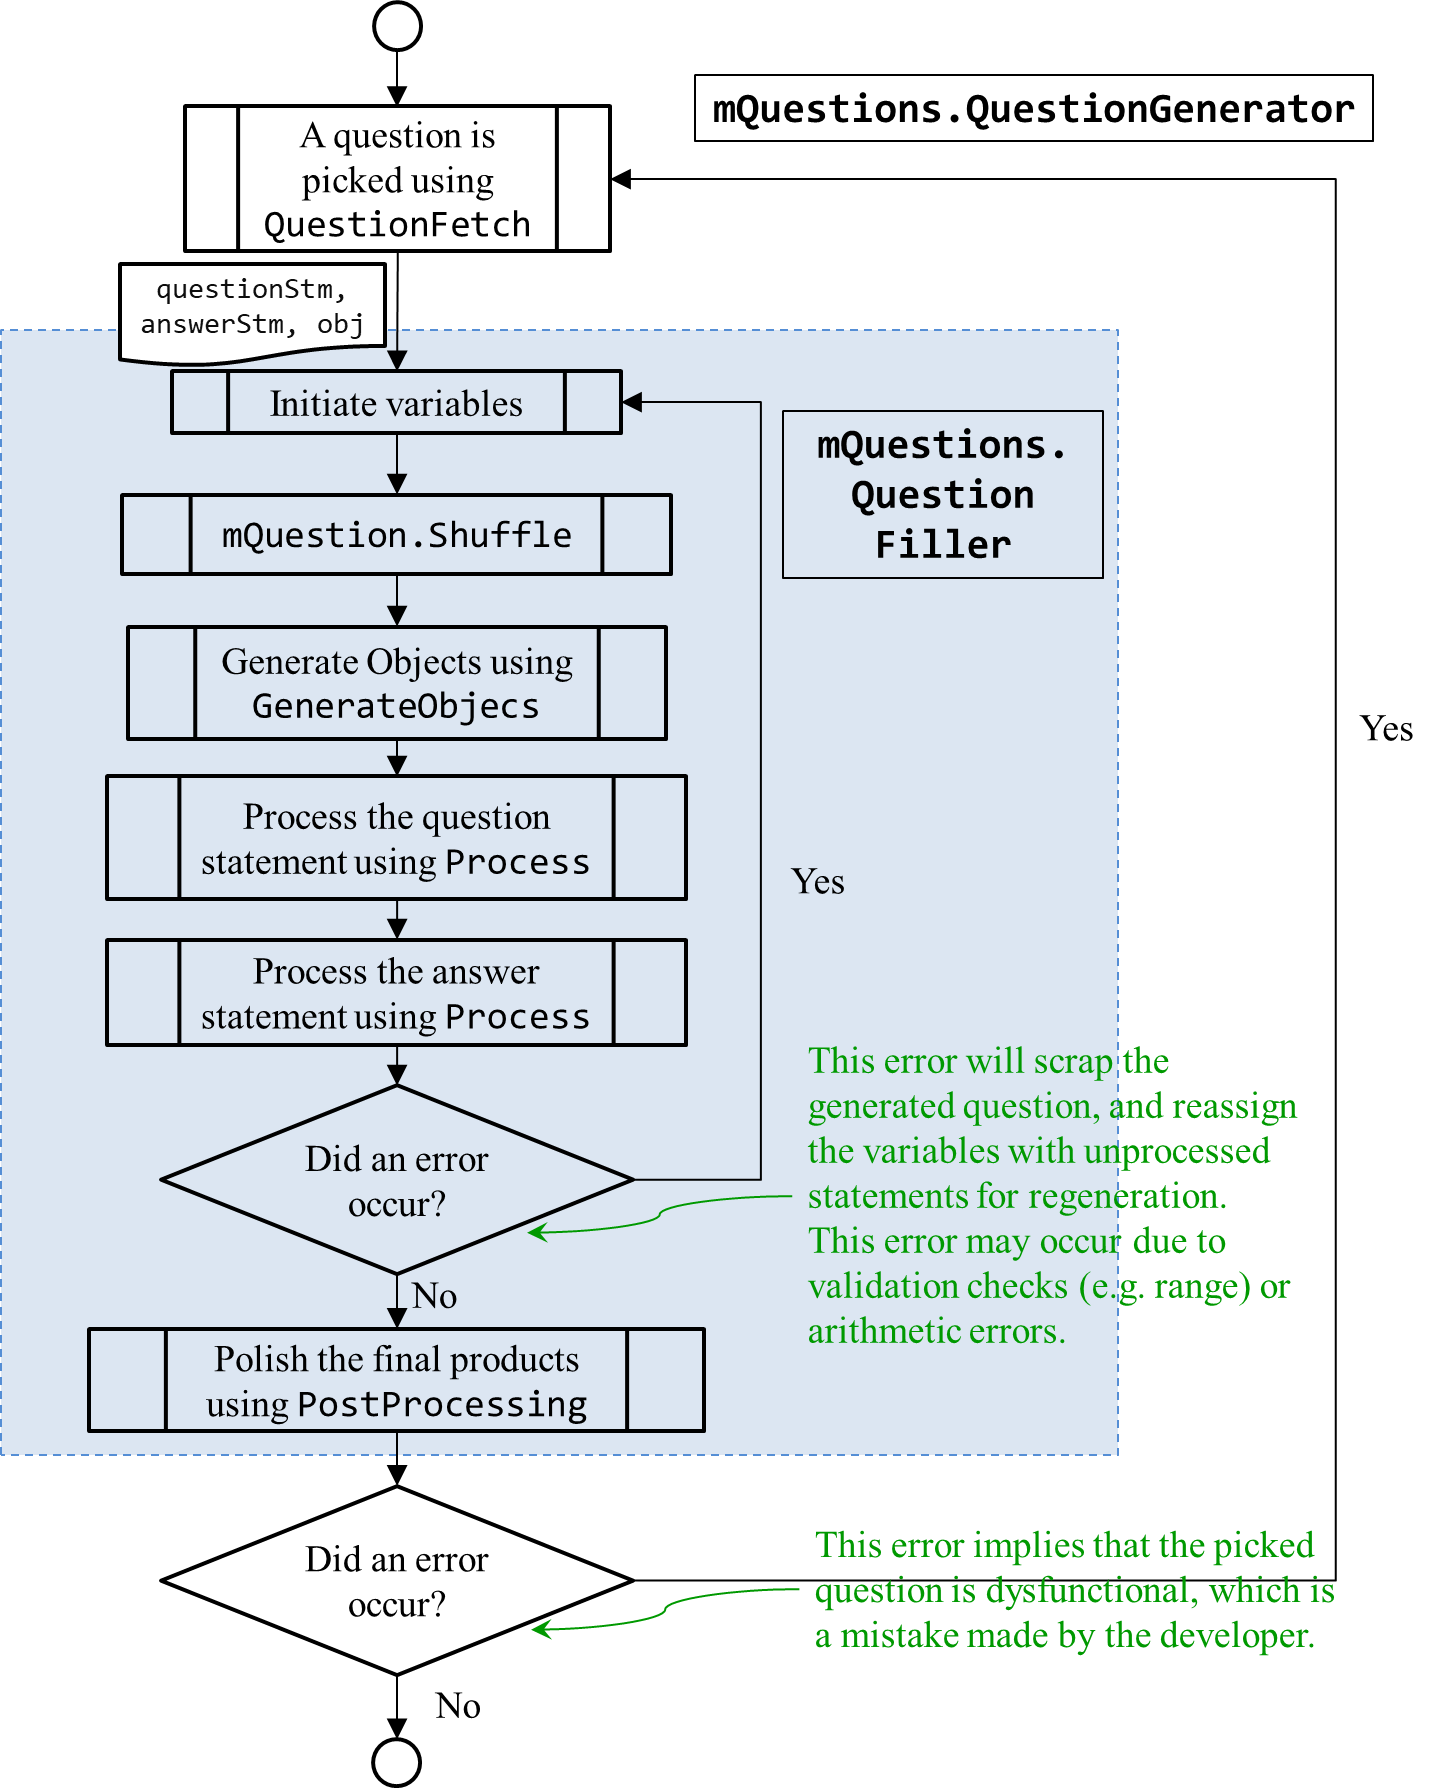 mQuestions.QuestionGenerator
A question is
picked using
QuestionFetch
questionStm,
answerStm, obj
Initiate variables
mQuestions.
Question
Filler
mQuestion.Shuffle
Generate Objects using
GenerateObjecs
Yes
Process the question
statement using Process
Yes
Process the answer
statement using Process
This error will scrap the
generated question, and reassign
the variables with unprocessed
statements for regeneration.
This error may occur due to
validation checks (e.g. range) or
arithmetic errors.
Did an error
occur?
No
Polish the final products
using PostProcessing
Did an error
occur?
This error implies that the picked
question is dysfunctional, which is
a mistake made by the developer.
No